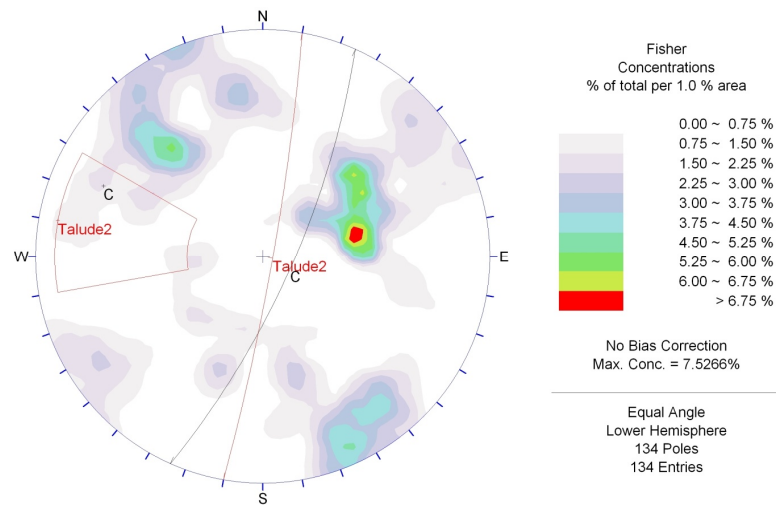 N
W
E
S
Talude2
C
Talude2
C
Fisher
Concentrations
% of total per 1.0 % area
0.00 ~ 0.75 %
0.75 ~ 1.50 %
1.50 ~ 2.25 %
2.25 ~ 3.00 %
3.00 ~ 3.75 %
3.75 ~ 4.50 %
4.50 ~ 5.25 %
5.25 ~ 6.00 %
6.00 ~ 6.75 %
> 6.75 %
No Bias Correction
Max. Conc. = 7.5266%
Equal Angle
Lower Hemisphere
134 Poles
134 Entries